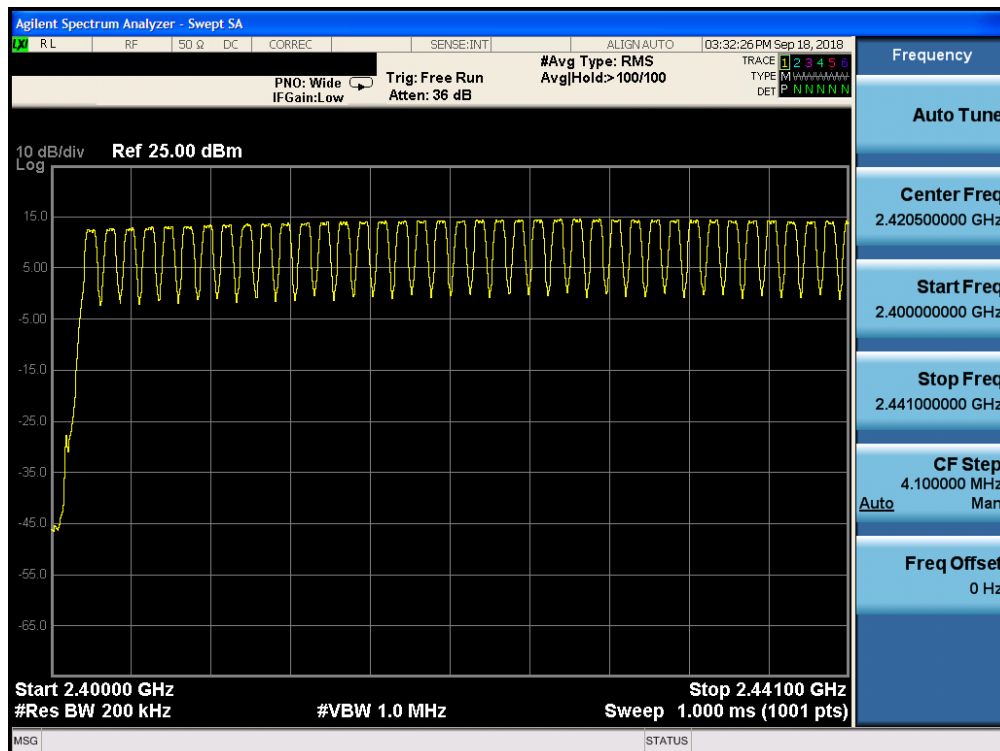 Agilent Spectrum Analyzer - Swept SA
LXI RL RF 50 Ω DC CORREC SENSE:INT ALIGN AUTO 03:32:26 PM Sep 18, 2018
Frequency
PNO: Wide
IFGain:Low
Trig: Free Run
Atten: 36 dB
#Avg Type: RMS
Avg|Hold:>100/100
TRACE 1 2 3 4 5 6
TYPE M
DET P N N N N N
Auto Tune
10 dB/div Ref 25.00 dBm
Log
15.0
5.00
-5.00
-15.0
-25.0
-35.0
-45.0
-55.0
-65.0
Center Freq
2.420500000 GHz
Start Freq
2.400000000 GHz
Stop Freq
2.441000000 GHz
CF Step
4.100000 MHz
Auto Man
Freq Offset
0 Hz
Start 2.40000 GHz Stop 2.44100 GHz
#Res BW 200 kHz #VBW 1.0 MHz Sweep 1.000 ms (1001 pts)
MSG STATUS